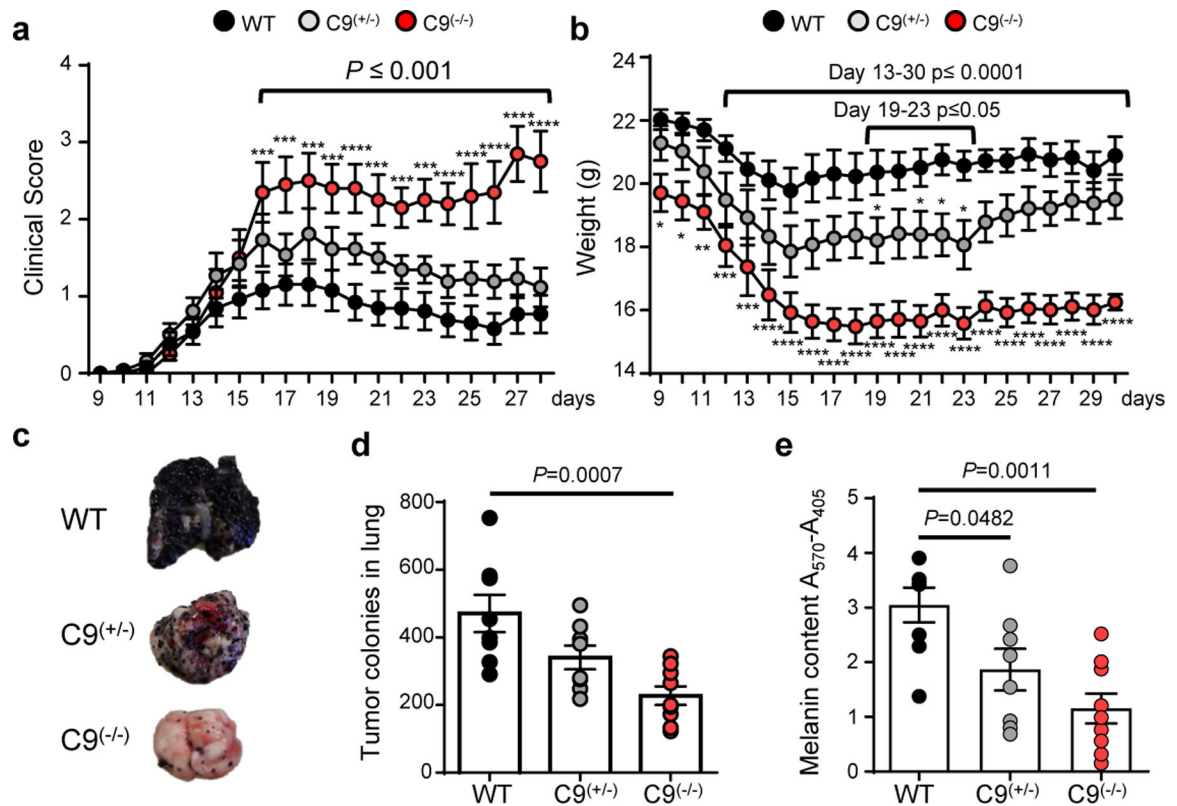 a
WT C9(+/-) C9(-/-)
P ≤ 0.001
Clinical Score
4
3
2
1
0
*** *** *** *** **** *** *** *** **** **** **** **** ****
9 11 13 15 17 19 21 23 25 27 days
b
WT C9(+/-) C9(-/-)
Day 13-30 p≤ 0.0001
Day 19-23 p≤0.05
Weight (g)
24
22
20
18
16
14
* * * *
* * ** *** *** **** **** **** **** **** **** **** **** **** **** **** **** **** **** **** ****
9 11 13 15 17 19 21 23 25 27 29 days
c
WT
C9(+/-)
C9(-/-)
d
P=0.0007
Tumor colonies in lung
800
600
400
200
0
WT C9(+/-) C9(-/-)
e
P=0.0011
P=0.0482
Melanin content A570-A405
5
4
3
2
1
0
WT C9(+/-) C9(-/-)